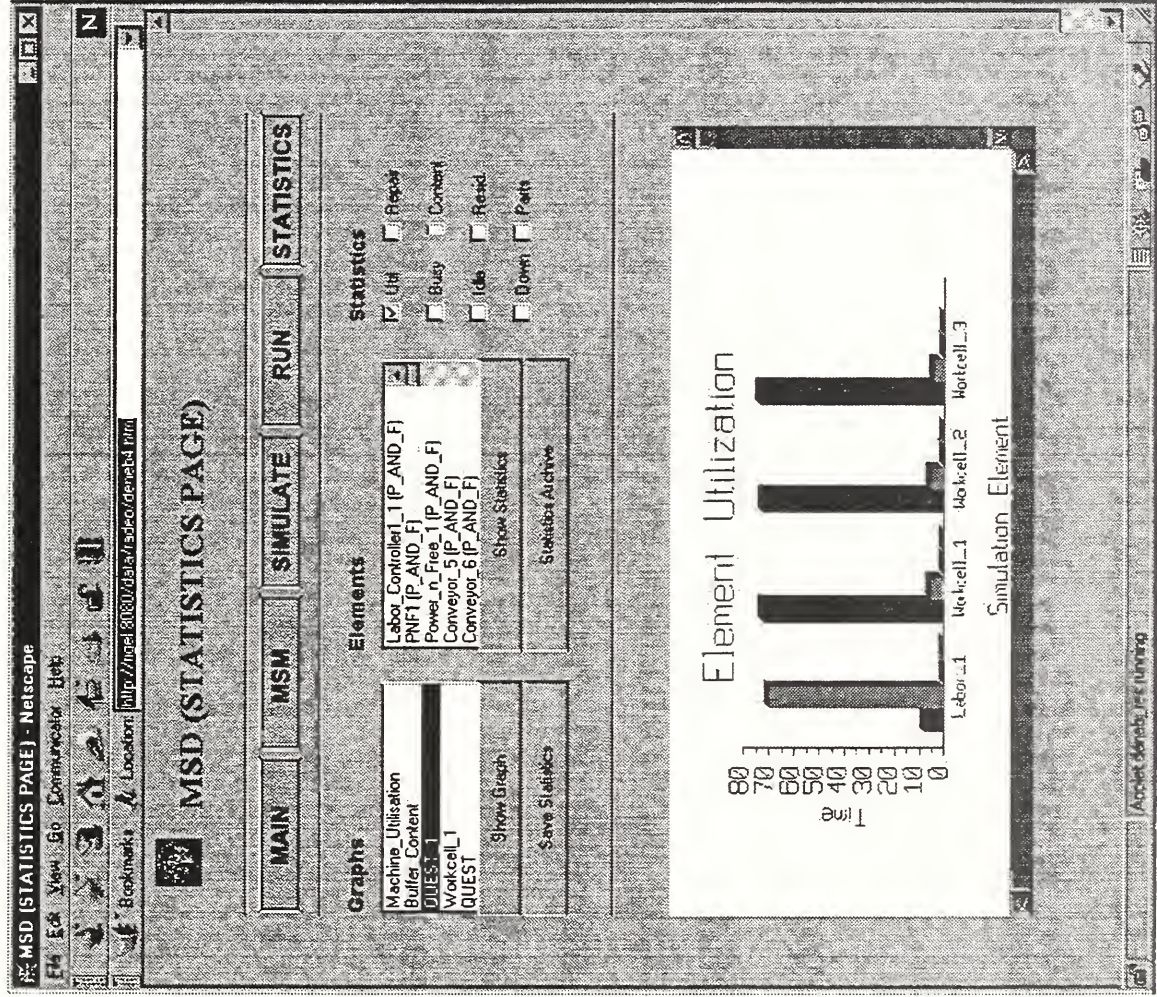 MSD (STATISTICS PAGE) - Netscape
File Edit View Go Communicator Help
Bookmarks Location:
MSD (STATISTICS PAGE)
MAIN MSM SIMULATE RUN STATISTICS
Graphs
Machine_Utilisation
Buffer_Content
QUEST_1
Workcell_1
QUEST
Show Graph
Save Statistics
Elements
Labor_Controller1_1 (P_AND_F)
PNF1 (P_AND_F)
Power_n_Free_1 (P_AND_F)
Conveyor_5 (P_AND_F)
Conveyor_6 (P_AND_F)
Show Statistics
Statistics Archive
Statistics
Util Repair
Busy Content
Idle Resid.
Down Parts
Element Utilization
80
70
60
50
40
30
20
10
0
Time
Labor_1 Workcell_1 Workcell_2 Workcell_3
Simulation Element
running